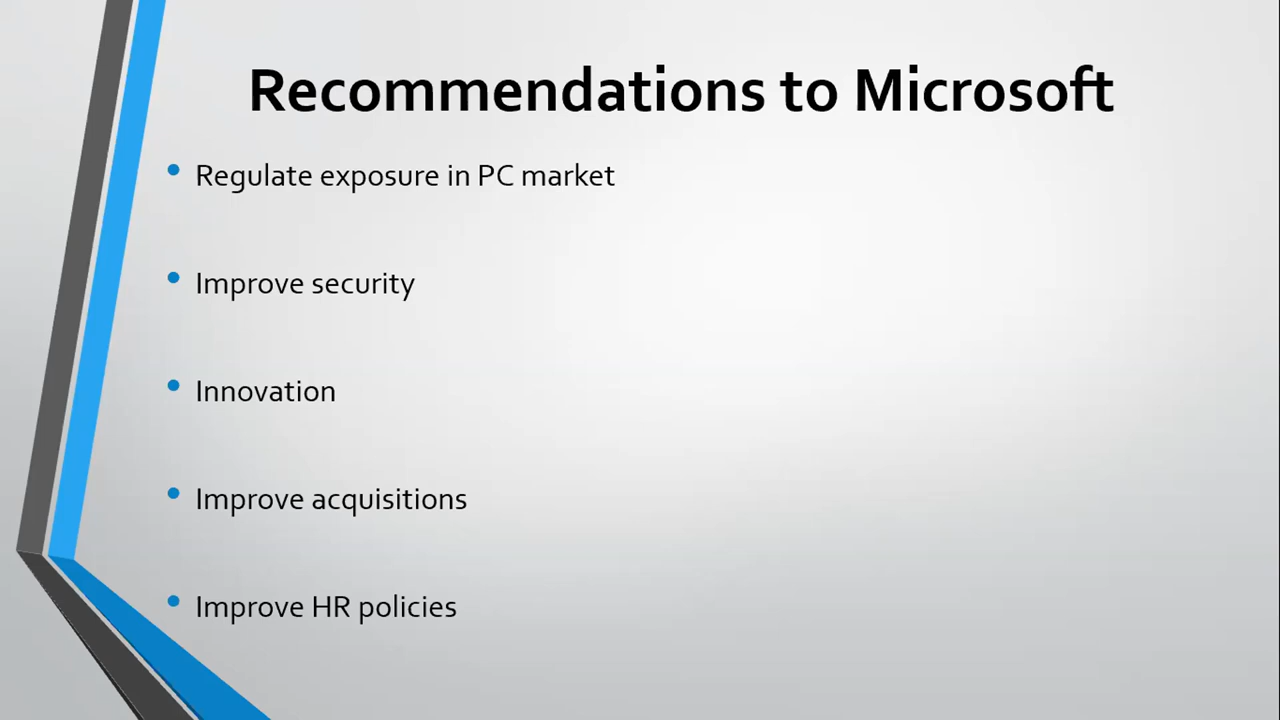 Recommendations to Microsoft
• Regulate exposure in PC market
• Improve security
• Innovation
• Improve acquisitions
• Improve HR policies